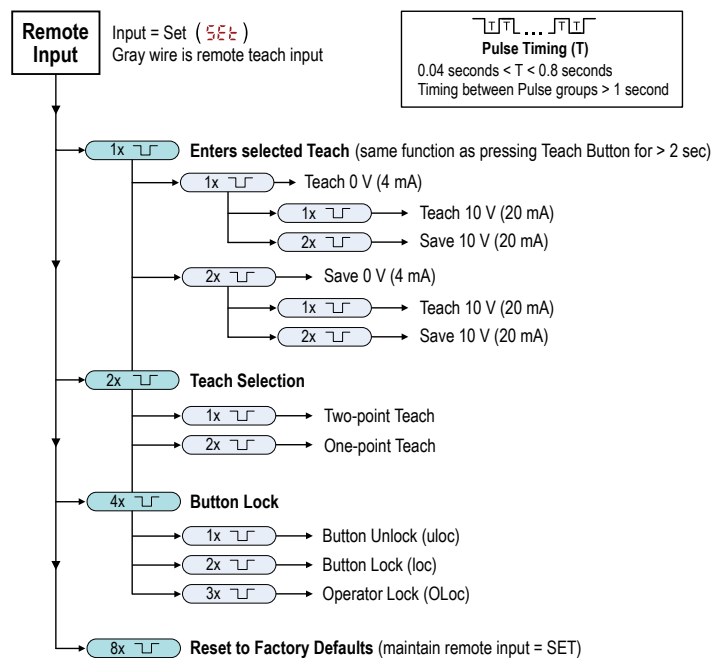 Remote Input
Input = Set ( SEt )
Gray wire is remote teach input
T T ... T T
Pulse Timing (T)
0.04 seconds < T < 0.8 seconds
Timing between Pulse groups > 1 second
1x Enters selected Teach (same function as pressing Teach Button for > 2 sec)
1x Teach 0 V (4 mA)
1x Teach 10 V (20 mA)
2x Save 10 V (20 mA)
2x Save 0 V (4 mA)
1x Teach 10 V (20 mA)
2x Save 10 V (20 mA)
2x Teach Selection
1x Two-point Teach
2x One-point Teach
4x Button Lock
1x Button Unlock (uloc)
2x Button Lock (loc)
3x Operator Lock (OLoc)
8x Reset to Factory Defaults (maintain remote input = SET)